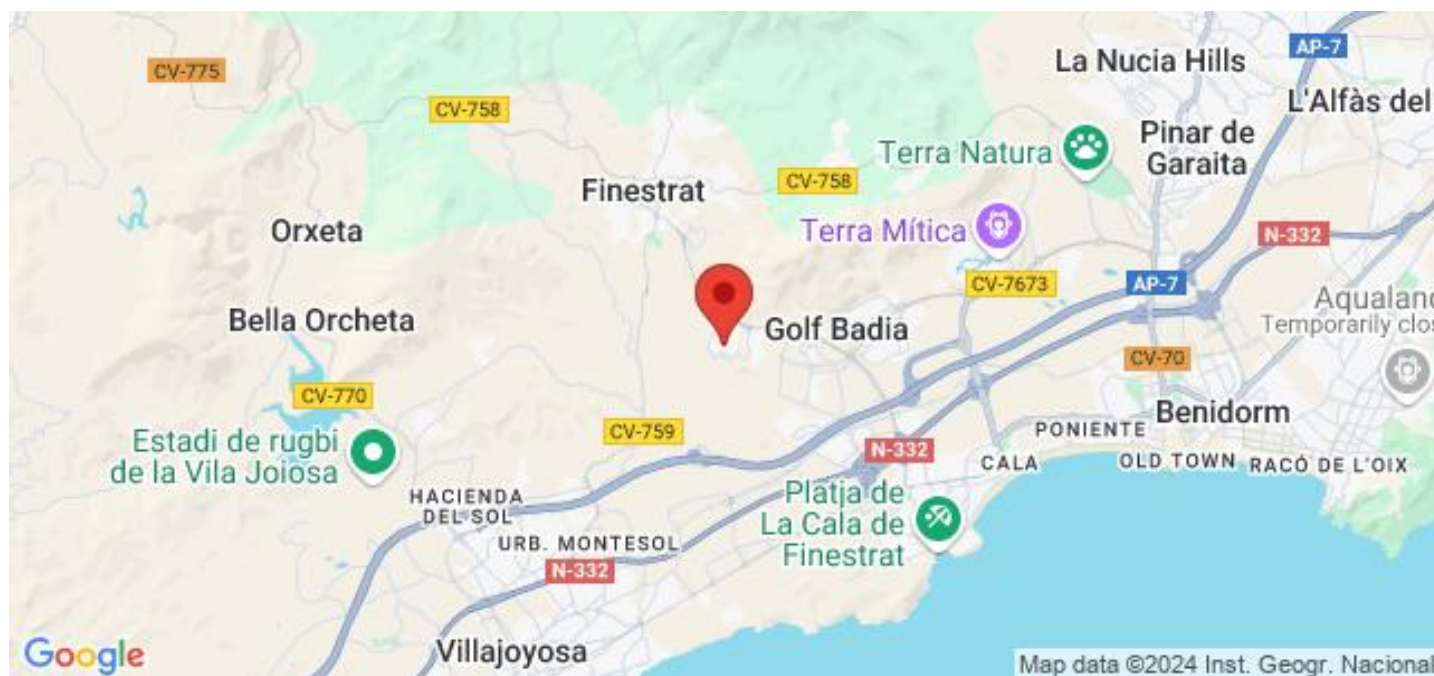 AP-7
La Nucia Hills
CV-775
CV-758
L'Alfàs del
Pinar de
Garaita
Terra Natura
Finestrat
CV-758
Orxeta
Terra Mítica
N-332
CV-7673
AP-7
Bella Orcheta
Golf Badia
Aqualand
Temporarily clos
CV-70
CV-770
Benidorm
Estadi de rugbi
de la Vila Joiosa
CV-759
PONIENTE
N-332
CALA
OLD TOWN
RACÓ DE L'OIX
HACIENDA
DEL SOL
Platja de
La Cala de
Finestrat
URB. MONTESOL
N-332
Villajoyosa
Google
Map data ©2024 Inst. Geogr. Nacional